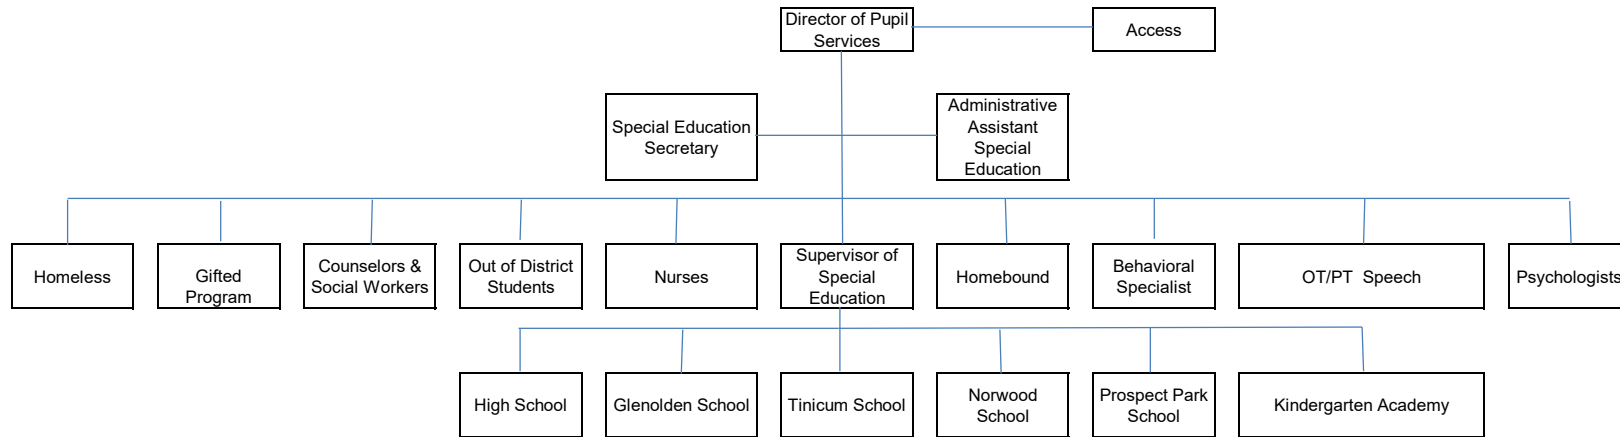 Director of Pupil
Services
Access
Special Education
Secretary
Administrative
Assistant
Special
Education
Homeless
Gifted
Program
Counselors &
Social Workers
Out of District
Students
Nurses
Supervisor of
Special
Education
Homebound
Behavioral
Specialist
OT/PT Speech
Psychologists
High School
Glenolden School
Tinicum School
Norwood
School
Prospect Park
School
Kindergarten Academy